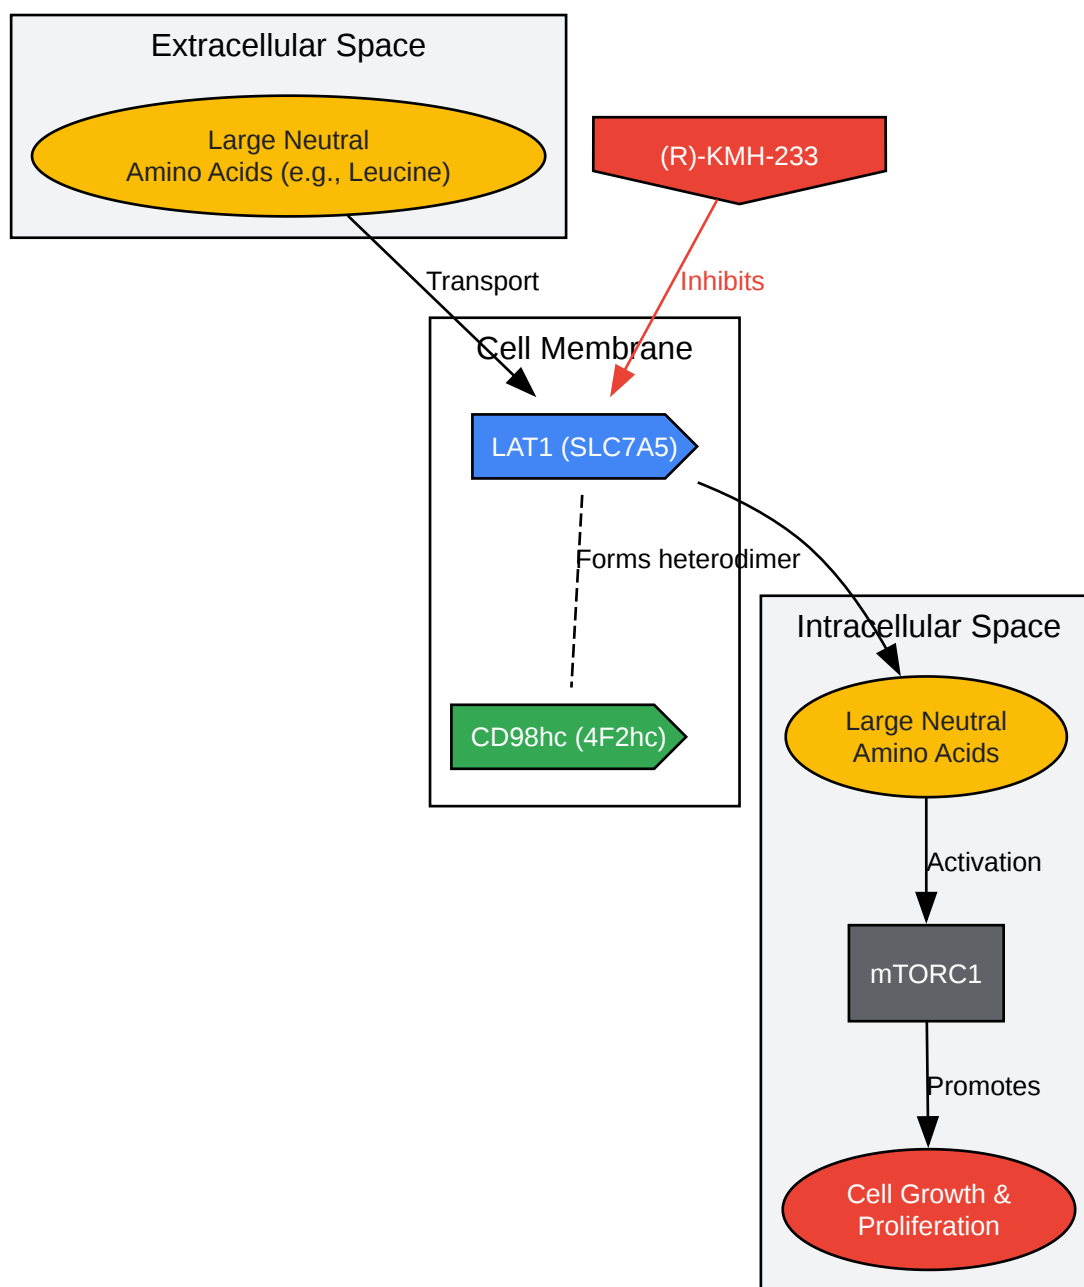 Extracellular Space
Large Neutral
Amino Acids (e.g., Leucine)
(R)-KMH-233
Transport
Inhibits
Cell Membrane
LAT1 (SLC7A5)
Forms heterodimer
CD98hc (4F2hc)
Intracellular Space
Large Neutral
Amino Acids
Activation
mTORC1
Promotes
Cell Growth &
Proliferation